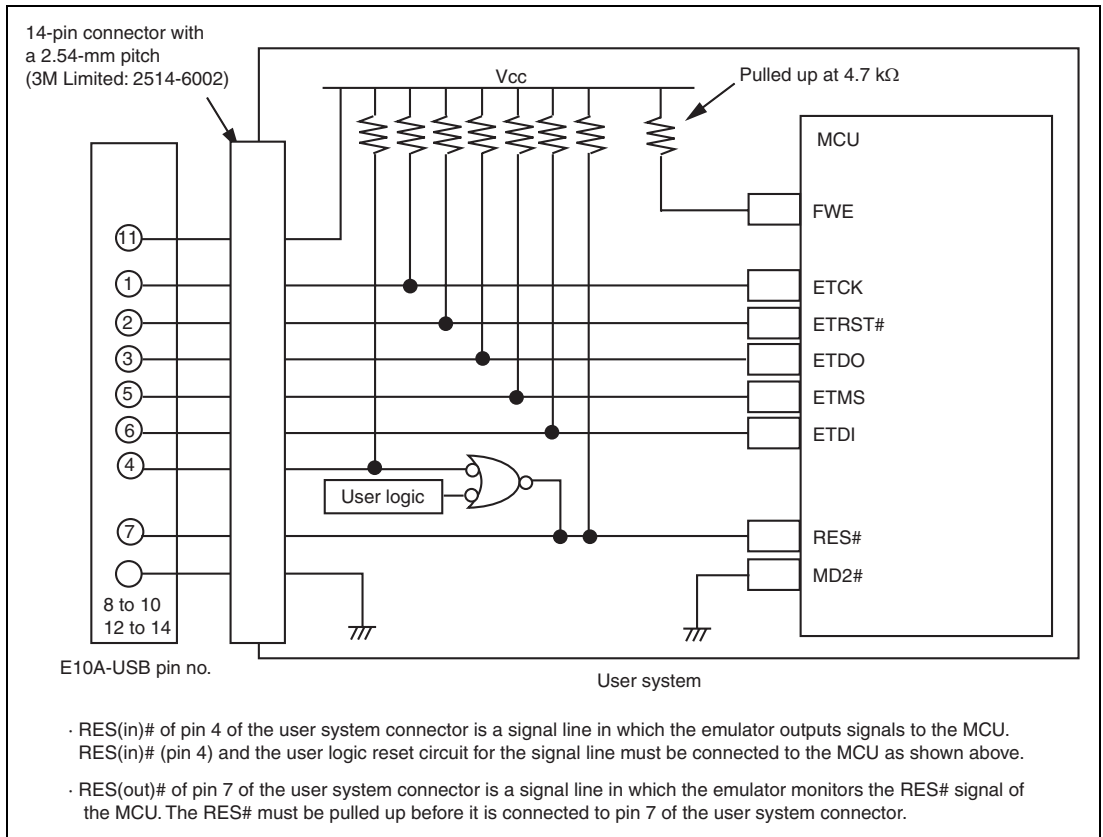 14-pin connector with
a 2.54-mm pitch
(3M Limited: 2514-6002)
Vcc
Pulled up at 4.7 kΩ
MCU
FWE
11
1
ETCK
2
ETRST#
3
ETDO
5
ETMS
6
ETDI
4
User logic
7
RES#
MD2#
8 to 10
12 to 14
E10A-USB pin no.
User system
· RES(in)# of pin 4 of the user system connector is a signal line in which the emulator outputs signals to the MCU.
RES(in)# (pin 4) and the user logic reset circuit for the signal line must be connected to the MCU as shown above.
· RES(out)# of pin 7 of the user system connector is a signal line in which the emulator monitors the RES# signal of
the MCU. The RES# must be pulled up before it is connected to pin 7 of the user system connector.